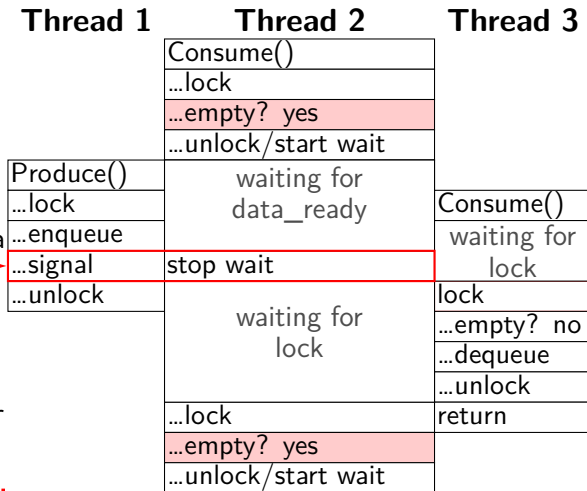 Thread 1 Thread 2 Thread 3
Consume()
...lock
...empty? yes
...unlock/start wait
Produce()
waiting for
data_ready
...lock
Consume()
a
...enqueue
waiting for
lock
...signal
stop wait
...unlock
lock
waiting for
lock
...empty? no
...dequeue
...unlock
...lock
return
...empty? yes
...unlock/start wait